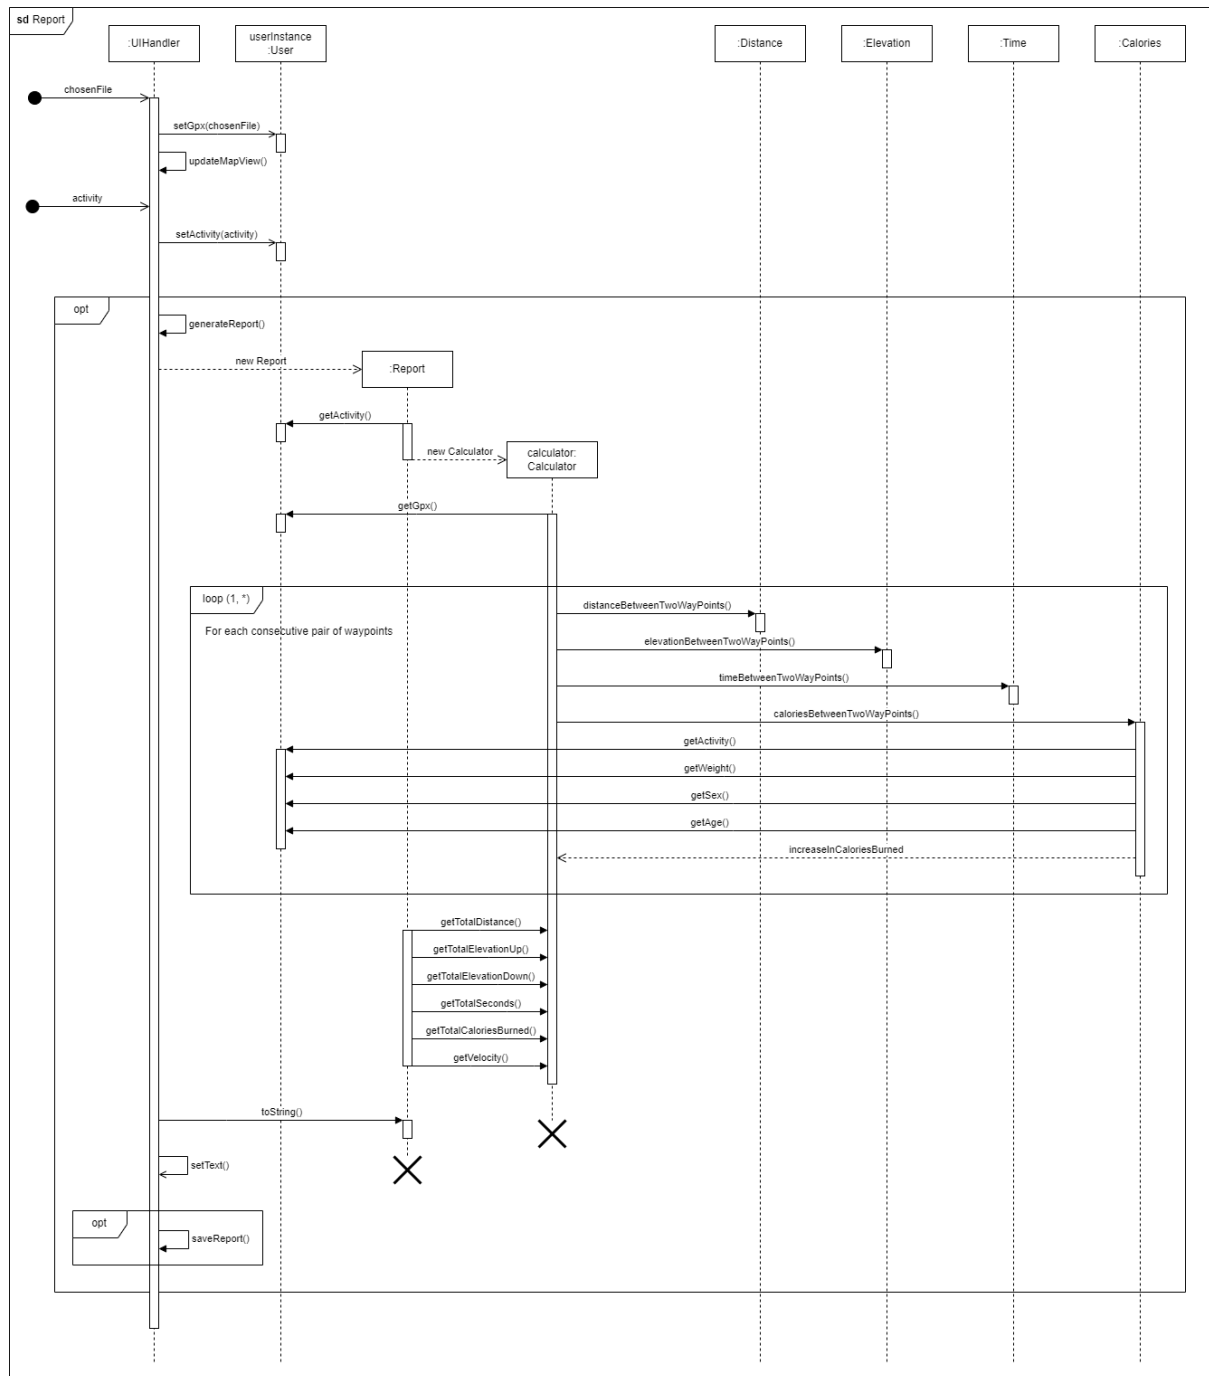 sd Report
:UIHandler
userInstance
:User
:Distance
:Elevation
:Time
:Calories
chosenFile
setGpx(chosenFile)
updateMapView()
activity
setActivity(activity)
opt
generateReport()
new Report
:Report
getActivity()
new Calculator
calculator:
Calculator
getGpx()
loop (1, *)
For each consecutive pair of waypoints
distanceBetweenTwoWayPoints()
elevationBetweenTwoWayPoints()
timeBetweenTwoWayPoints()
caloriesBetweenTwoWayPoints()
getActivity()
getWeight()
getSex()
getAge()
increaseInCaloriesBurned
getTotalDistance()
getTotalElevationUp()
getTotalElevationDown()
getTotalSeconds()
getTotalCaloriesBurned()
getVelocity()
toString()
setText()
opt
saveReport()